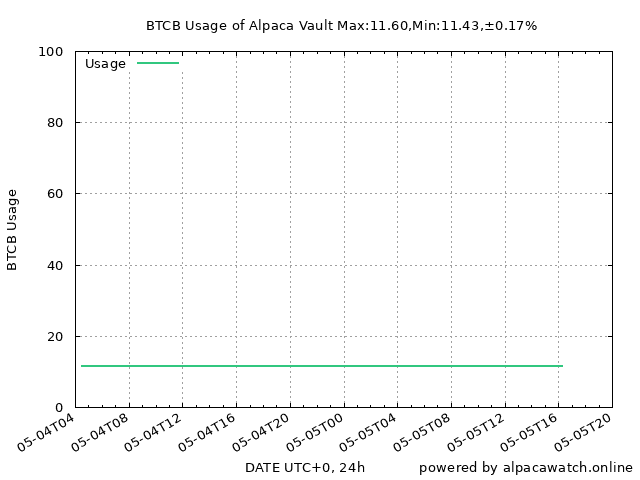 BTCB Usage of Alpaca Vault Max:11.60,Min:11.43,±0.17%
100
Usage
80
60
40
20
0
BTCB Usage
05-04T04
05-04T08
05-04T12
05-04T16
05-04T20
05-05T00
05-05T04
05-05T08
05-05T12
05-05T16
05-05T20
DATE UTC+0, 24h
powered by alpacawatch.online